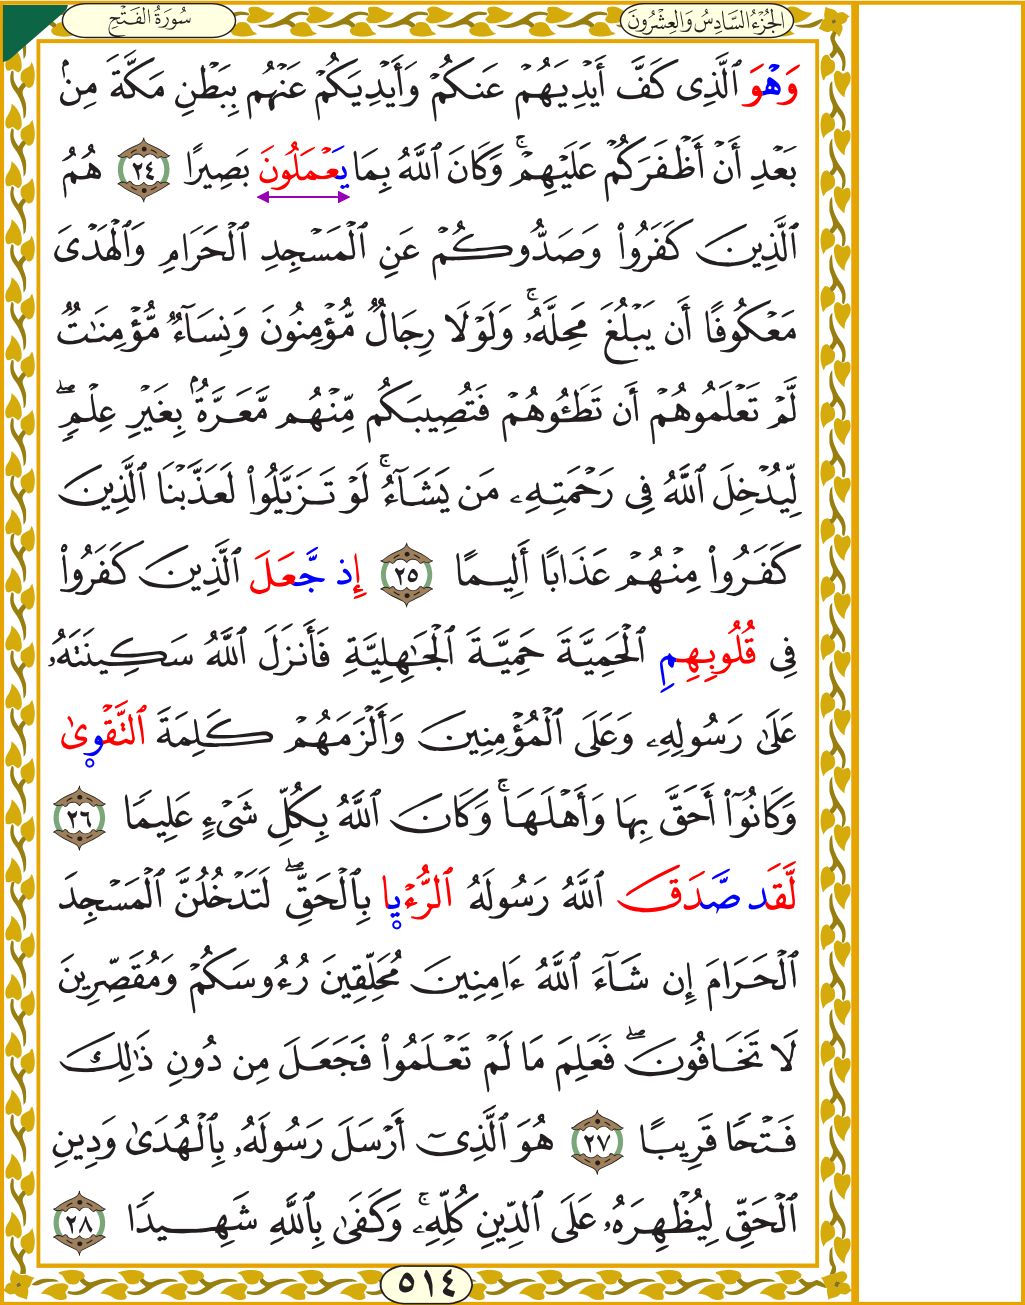 الجُزْءُ السَّادِسُ وَالعِشْرُونَ
سُورَةُ الفَتْحِ
وَهْوَ ٱلَّذِى كَفَّ أَيْدِيَهُمْ عَنكُمْ وَأَيْدِيَكُمْ عَنْهُم بِبَطْنِ مَكَّةَ مِنۢ
بَعْدِ أَنْ أَظْفَرَكُمْ عَلَيْهِمْ ۚ وَكَانَ ٱللَّهُ بِمَا يَعْمَلُونَ بَصِيرًا ٢٤ هُمُ
ٱلَّذِينَ كَفَرُوا۟ وَصَدُّوكُمْ عَنِ ٱلْمَسْجِدِ ٱلْحَرَامِ وَٱلْهَدْىَ
مَعْكُوفًا أَن يَبْلُغَ مَحِلَّهُۥ ۚ وَلَوْلَا رِجَالٌ مُّؤْمِنُونَ وَنِسَآءٌ مُّؤْمِنَـٰتٌ
لَّمْ تَعْلَمُوهُمْ أَن تَطَـُٔوهُمْ فَتُصِيبَكُم مِّنْهُم مَّعَرَّةٌۢ بِغَيْرِ عِلْمٍ ۖ
لِّيُدْخِلَ ٱللَّهُ فِى رَحْمَتِهِۦ مَن يَشَآءُ ۚ لَوْ تَزَيَّلُوا۟ لَعَذَّبْنَا ٱلَّذِينَ
كَفَرُوا۟ مِنْهُمْ عَذَابًا أَلِيمًا ٢٥ إِذ جَّعَلَ ٱلَّذِينَ كَفَرُوا۟
فِى قُلُوبِهِمِ ٱلْحَمِيَّةَ حَمِيَّةَ ٱلْجَـٰهِلِيَّةِ فَأَنزَلَ ٱللَّهُ سَكِينَتَهُۥ
عَلَىٰ رَسُولِهِۦ وَعَلَى ٱلْمُؤْمِنِينَ وَأَلْزَمَهُمْ كَلِمَةَ ٱلتَّقْوٜىٰ
وَكَانُوٓا۟ أَحَقَّ بِهَا وَأَهْلَهَا ۚ وَكَانَ ٱللَّهُ بِكُلِّ شَىْءٍ عَلِيمًا ٢٦
لَّقَد صَّدَقَ ٱللَّهُ رَسُولَهُ ٱلرُّءْيٜا بِٱلْحَقِّ ۖ لَتَدْخُلُنَّ ٱلْمَسْجِدَ
ٱلْحَرَامَ إِن شَآءَ ٱللَّهُ ءَامِنِينَ مُحَلِّقِينَ رُءُوسَكُمْ وَمُقَصِّرِينَ
لَا تَخَافُونَ ۖ فَعَلِمَ مَا لَمْ تَعْلَمُوا۟ فَجَعَلَ مِن دُونِ ذَٰلِكَ
فَتْحًا قَرِيبًا ٢٧ هُوَ ٱلَّذِىٓ أَرْسَلَ رَسُولَهُۥ بِٱلْهُدَىٰ وَدِينِ
ٱلْحَقِّ لِيُظْهِرَهُۥ عَلَى ٱلدِّينِ كُلِّهِۦ ۚ وَكَفَىٰ بِٱللَّهِ شَهِيدًا ٢٨
٥١٤